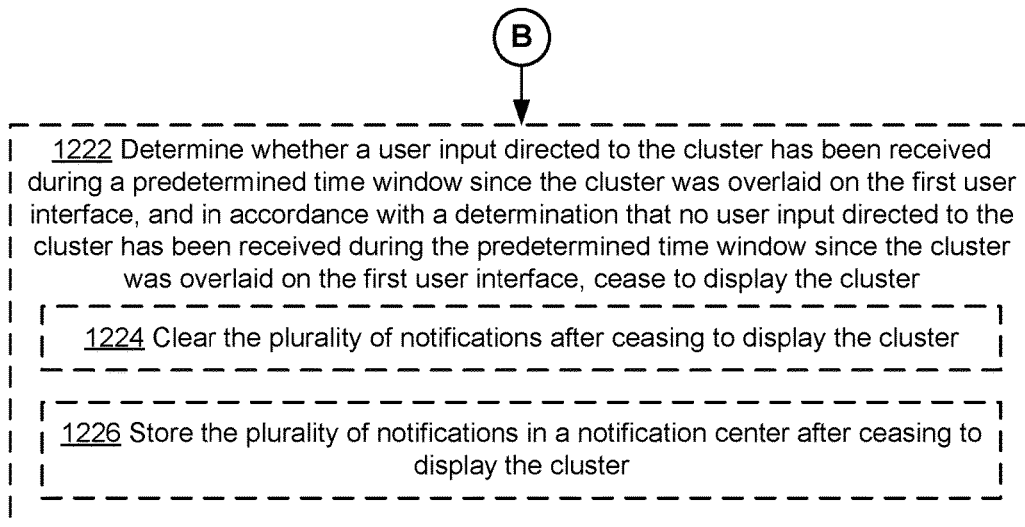 B
1222 Determine whether a user input directed to the cluster has been received
during a predetermined time window since the cluster was overlaid on the first user
interface, and in accordance with a determination that no user input directed to the
cluster has been received during the predetermined time window since the cluster
was overlaid on the first user interface, cease to display the cluster
1224 Clear the plurality of notifications after ceasing to display the cluster
1226 Store the plurality of notifications in a notification center after ceasing to
display the cluster